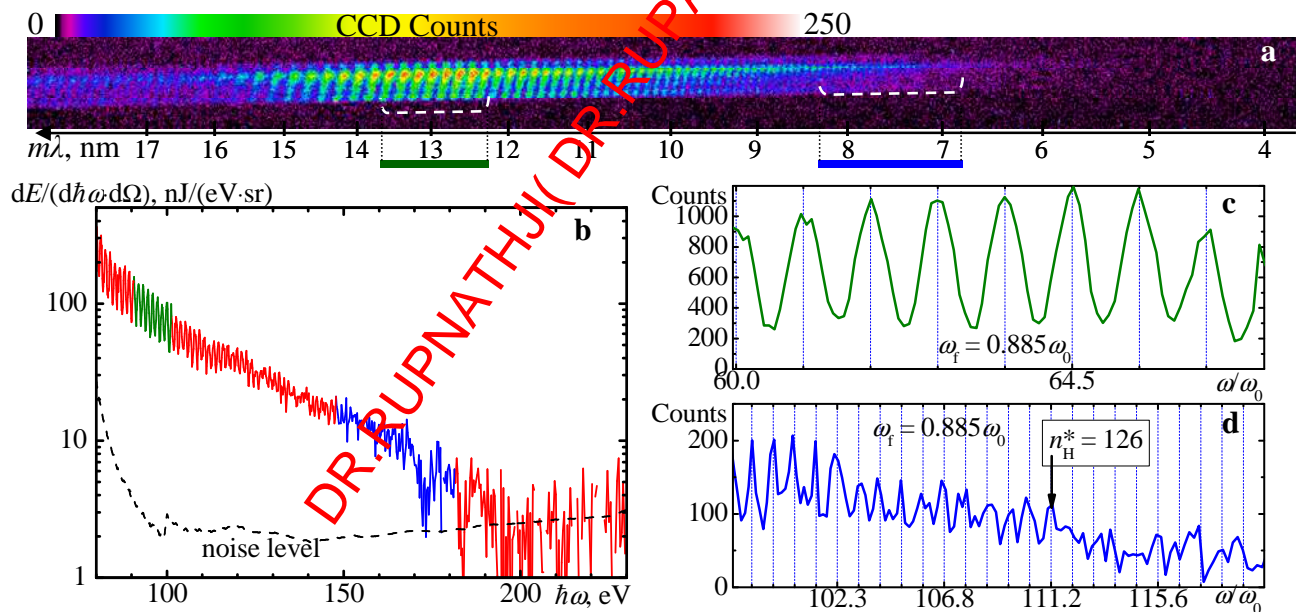 0 CCD Counts 250
a
mλ, nm 17 16 15 14 13 12 11 10 9 8 7 6 5 4
dE/(dħω·dΩ), nJ/(eV·sr)
b
100
10
1
noise level
100 150 200 ħω, eV
Counts
c
1000
800
600
400
200
0
ω_f = 0.885ω_0
60.0 64.5 ω/ω_0
Counts
d
200
100
0
ω_f = 0.885ω_0
n*_H = 126
102.3 106.8 111.2 115.6 ω/ω_0
DR.RUPNATHJI( DR.RUPA